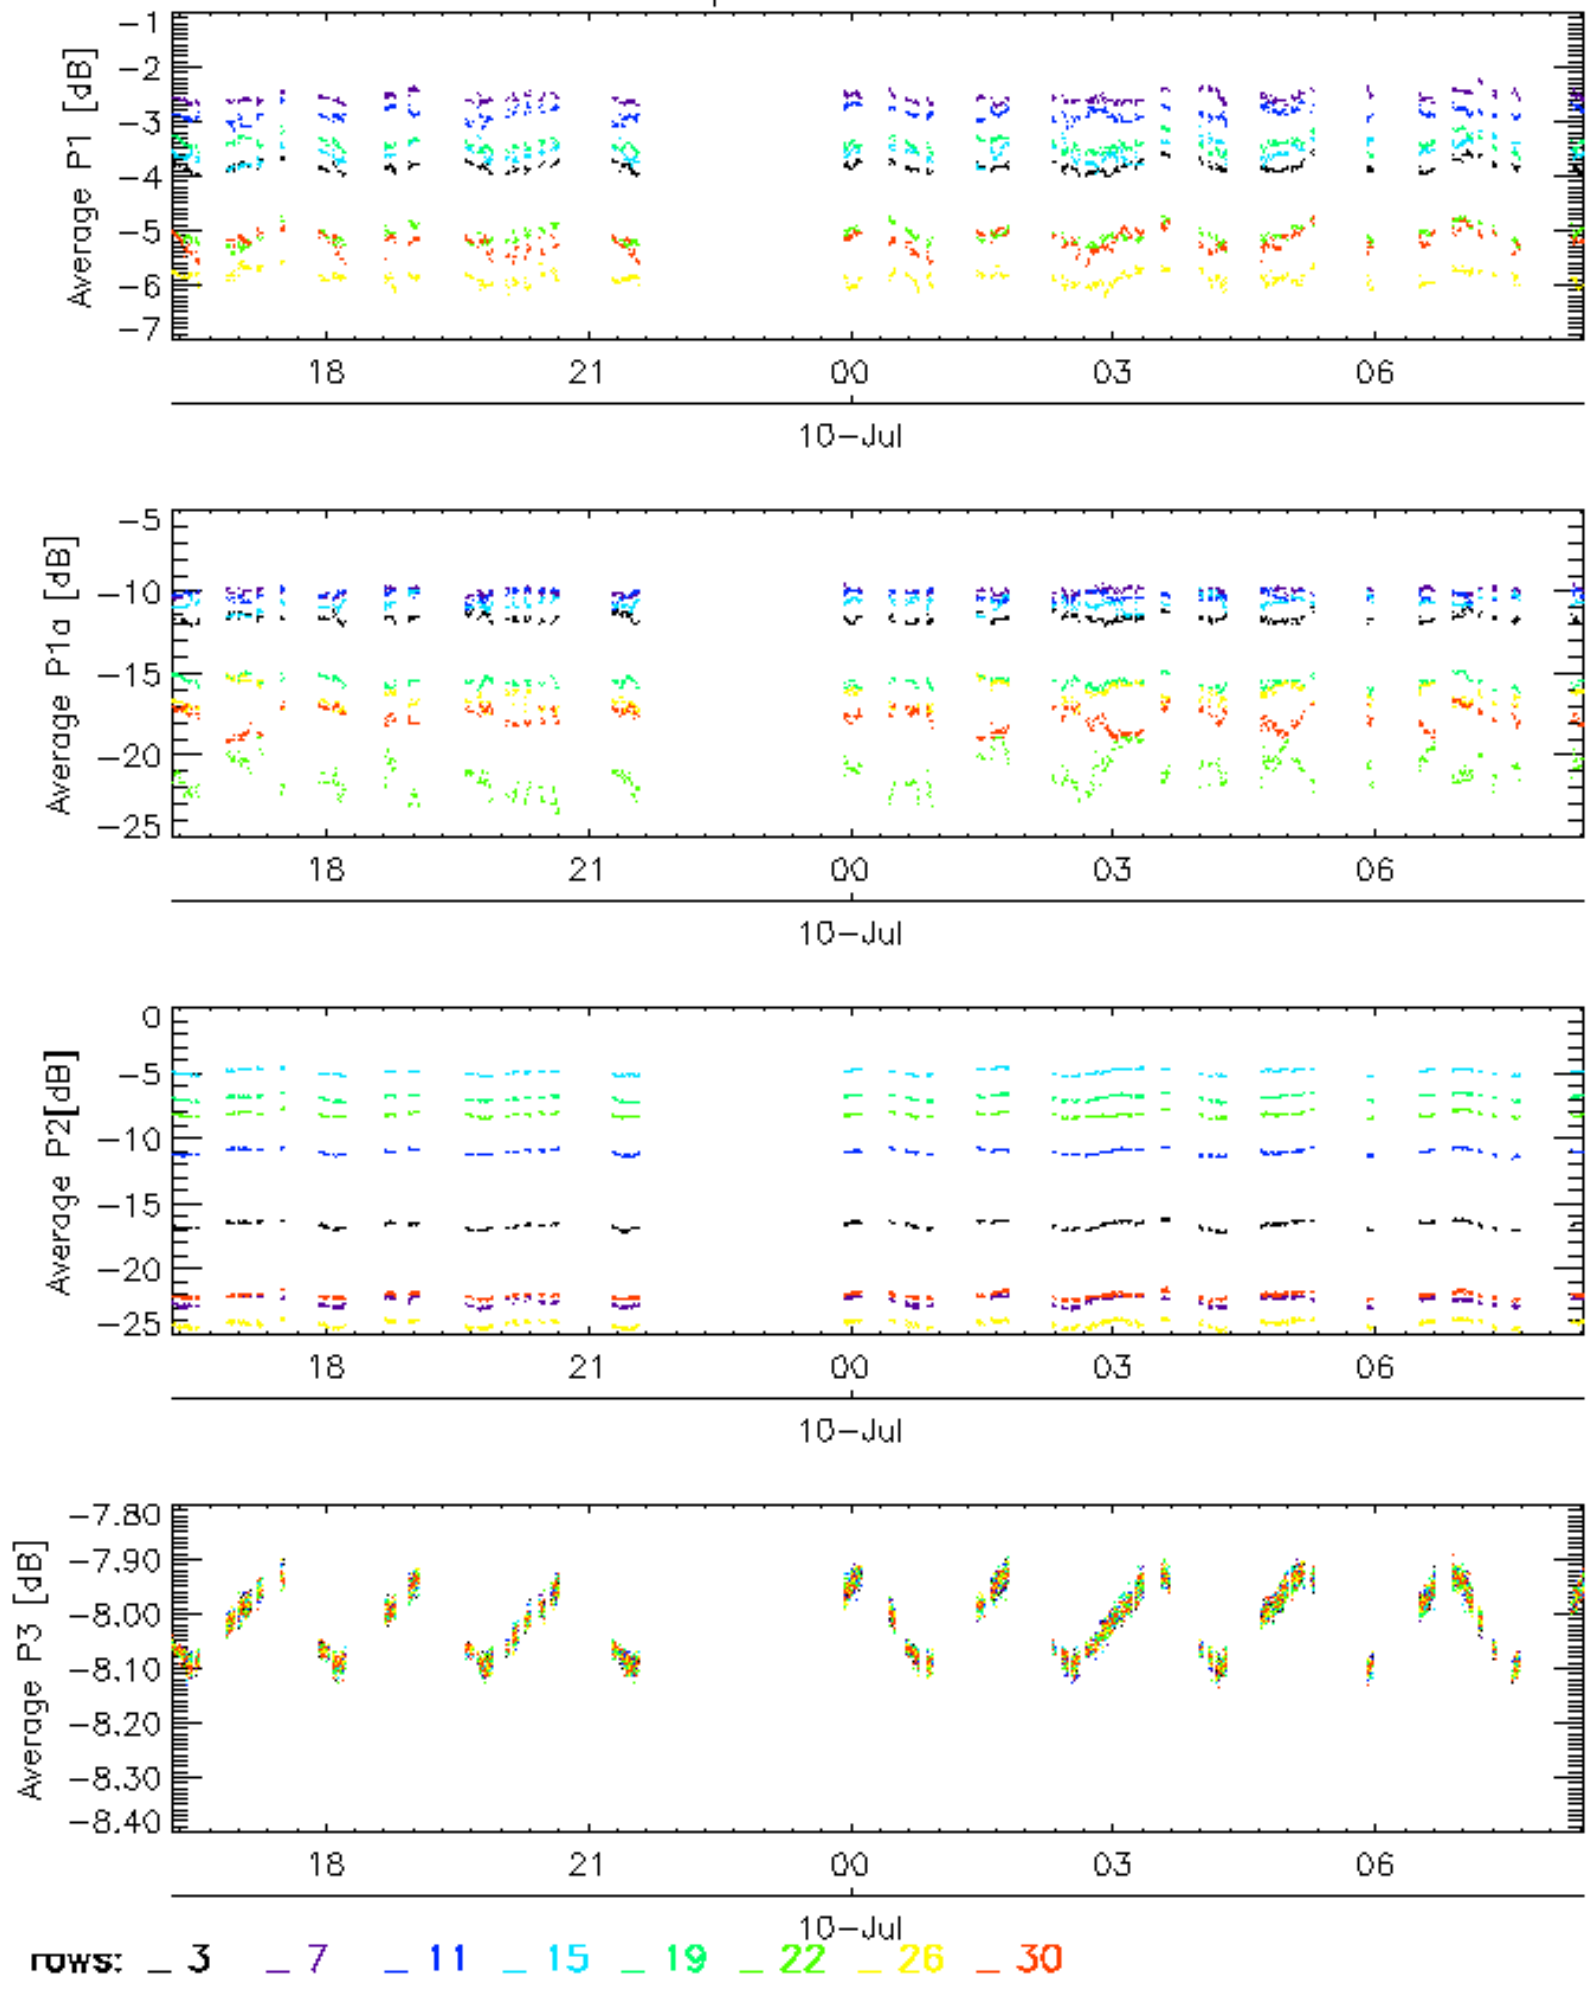 Average P1 [dB]
-1
-2
-3
-4
-5
-6
-7
18 21 00 03 06
10-Jul
Average P1a [dB]
-5
-10
-15
-20
-25
18 21 00 03 06
10-Jul
Average P2[dB]
0
-5
-10
-15
-20
-25
18 21 00 03 06
10-Jul
Average P3 [dB]
-7.80
-7.90
-8.00
-8.10
-8.20
-8.30
-8.40
18 21 00 03 06
10-Jul
rows: _ 3 _ 7 _ 11 _ 15 _ 19 _ 22 _ 26 _ 30